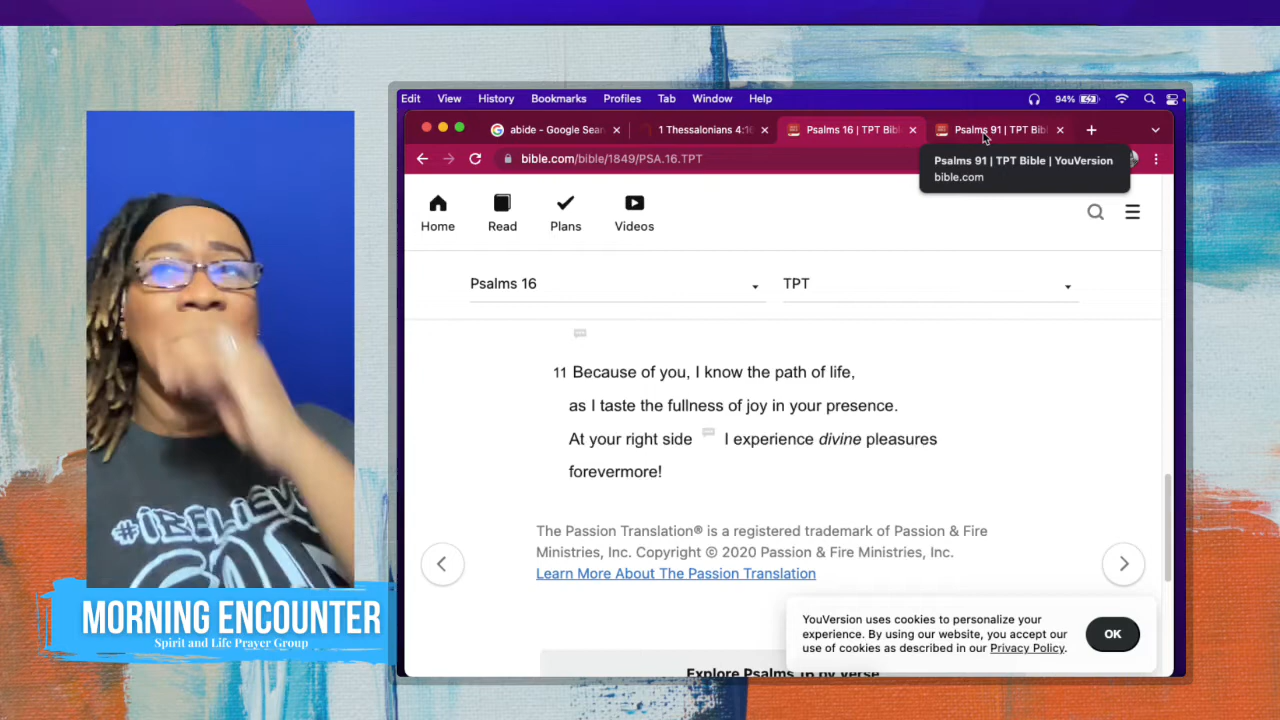 Edit View History Bookmarks Profiles Tab Window Help 94%
abide - Google Sear
1 Thessalonians 4:1
Psalms 16 | TPT Bibl
Psalms 91 | TPT Bibl
bible.com/bible/1849/PSA.16.TPT
Psalms 91 | TPT Bible | YouVersion
bible.com
Home Read Plans Videos
Psalms 16 TPT
11 Because of you, I know the path of life,
as I taste the fullness of joy in your presence.
At your right side I experience divine pleasures
forevermore!
The Passion Translation® is a registered trademark of Passion & Fire
Ministries, Inc. Copyright © 2020 Passion & Fire Ministries, Inc.
Learn More About The Passion Translation
YouVersion uses cookies to personalize your
experience. By using our website, you accept our
use of cookies as described in our Privacy Policy.
OK
Explore Psalms 16 by Verse
#IBELIEVE
MORNING ENCOUNTER
Spirit and Life Prayer Group